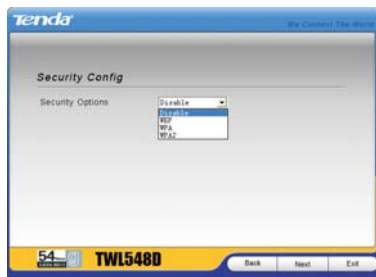 Tenda
We Connect The World
Security Config
Security Options
Disable
Disable
WEP
WPA
WPA2
54
TWL548D
Back
Next
Exit